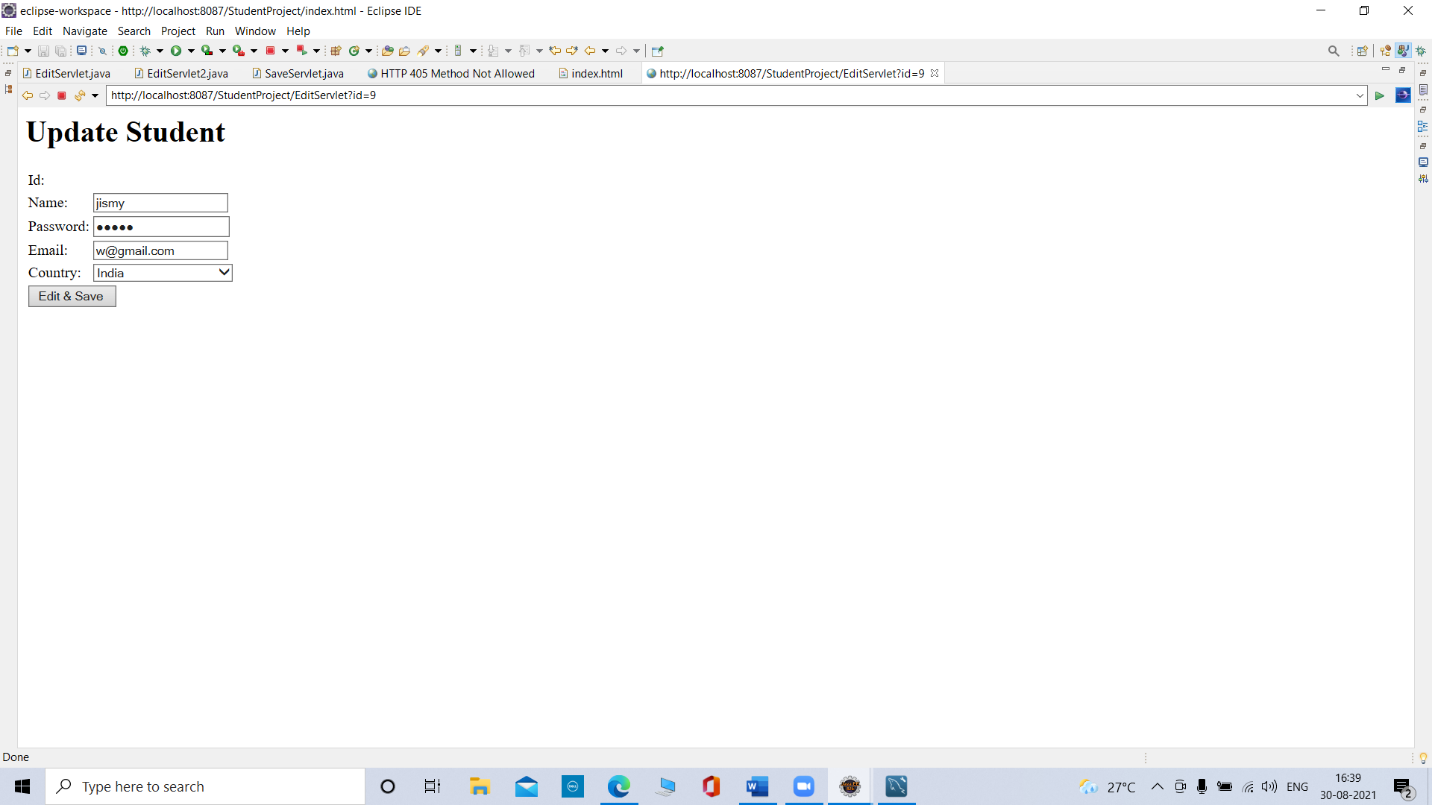 eclipse-workspace - http://localhost:8087/StudentProject/index.html - Eclipse IDE
File Edit Navigate Search Project Run Window Help
EditServlet.java EditServlet2.java SaveServlet.java HTTP 405 Method Not Allowed index.html http://localhost:8087/StudentProject/EditServlet?id=9
http://localhost:8087/StudentProject/EditServlet?id=9
Update Student
Id:
Name: jismy
Password: •••••
Email: w@gmail.com
Country: India
Edit & Save
Done
Type here to search
27°C ENG
16:39
30-08-2021
2